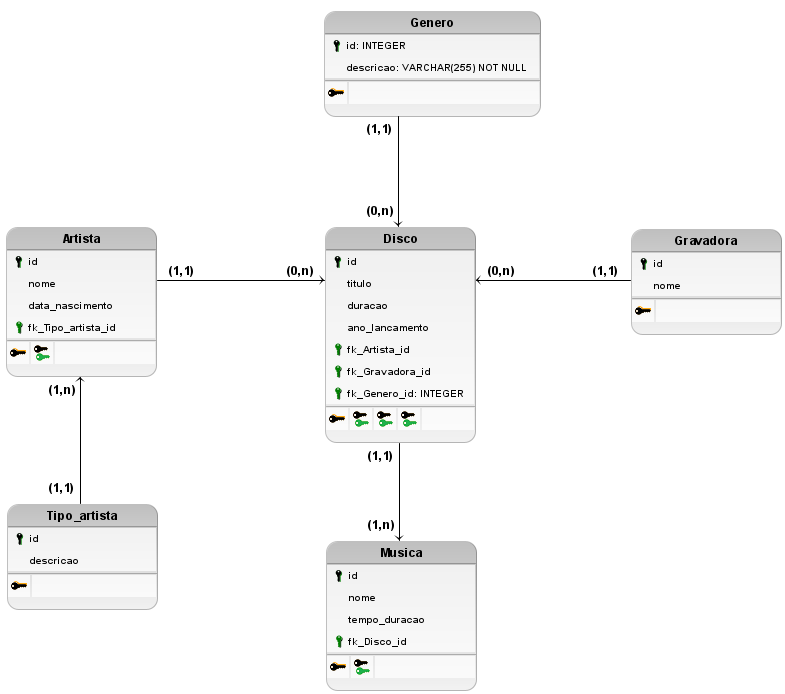 Genero
id: INTEGER
descricao: VARCHAR(255) NOT NULL
(1,1)
(0,n)
Artista
id
nome
data_nascimento
fk_Tipo_artista_id
(1,1)
(0,n)
Disco
id
titulo
duracao
ano_lancamento
fk_Artista_id
fk_Gravadora_id
fk_Genero_id: INTEGER
(0,n)
(1,1)
Gravadora
id
nome
(1,n)
(1,1)
Tipo_artista
id
descricao
(1,1)
(1,n)
Musica
id
nome
tempo_duracao
fk_Disco_id